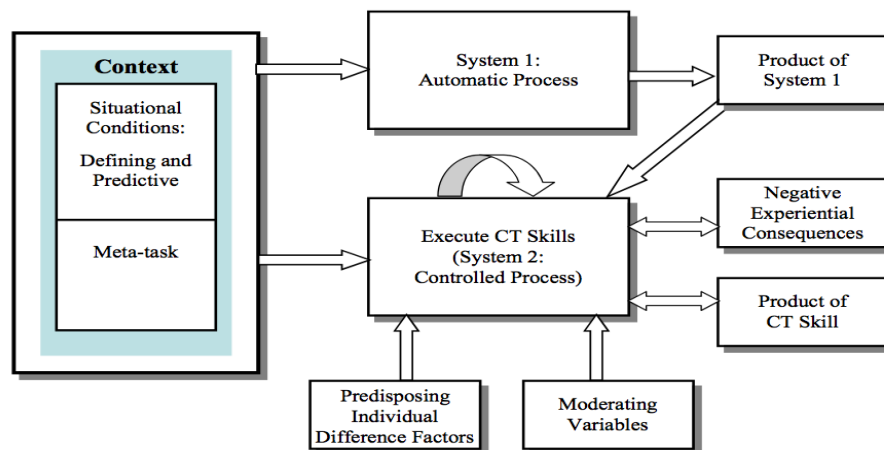 Context
Situational
Conditions:
Defining and
Predictive
Meta-task
System 1:
Automatic Process
Product of
System 1
Execute CT Skills
(System 2:
Controlled Process)
Negative
Experiential
Consequences
Product of
CT Skill
Predisposing
Individual
Difference Factors
Moderating
Variables